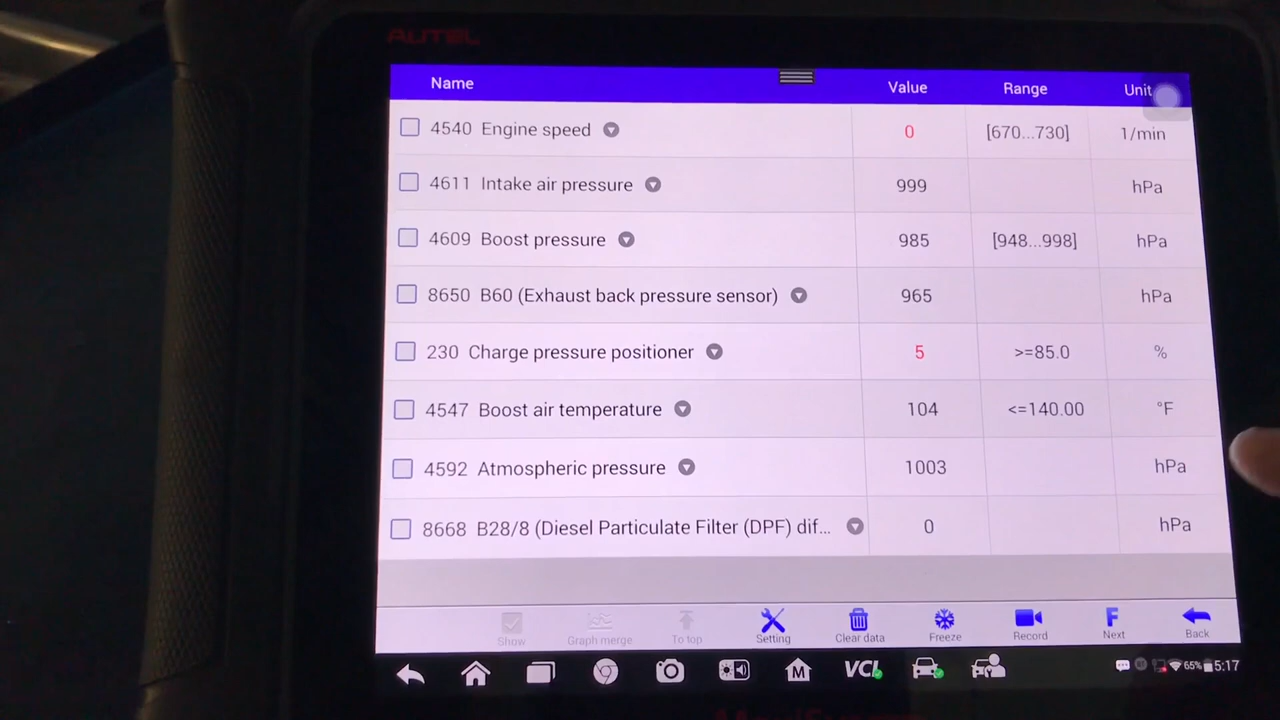 AUTEL
Name Value Range Unit
4540 Engine speed 0 [670...730] 1/min
4611 Intake air pressure 999 hPa
4609 Boost pressure 985 [948...998] hPa
8650 B60 (Exhaust back pressure sensor) 965 hPa
230 Charge pressure positioner 5 >=85.0 %
4547 Boost air temperature 104 <=140.00 °F
4592 Atmospheric pressure 1003 hPa
8668 B28/8 (Diesel Particulate Filter (DPF) dif... 0 hPa
Show Graph merge To top Setting Clear data Freeze Record F Next Back
M VCI 65% 5:17